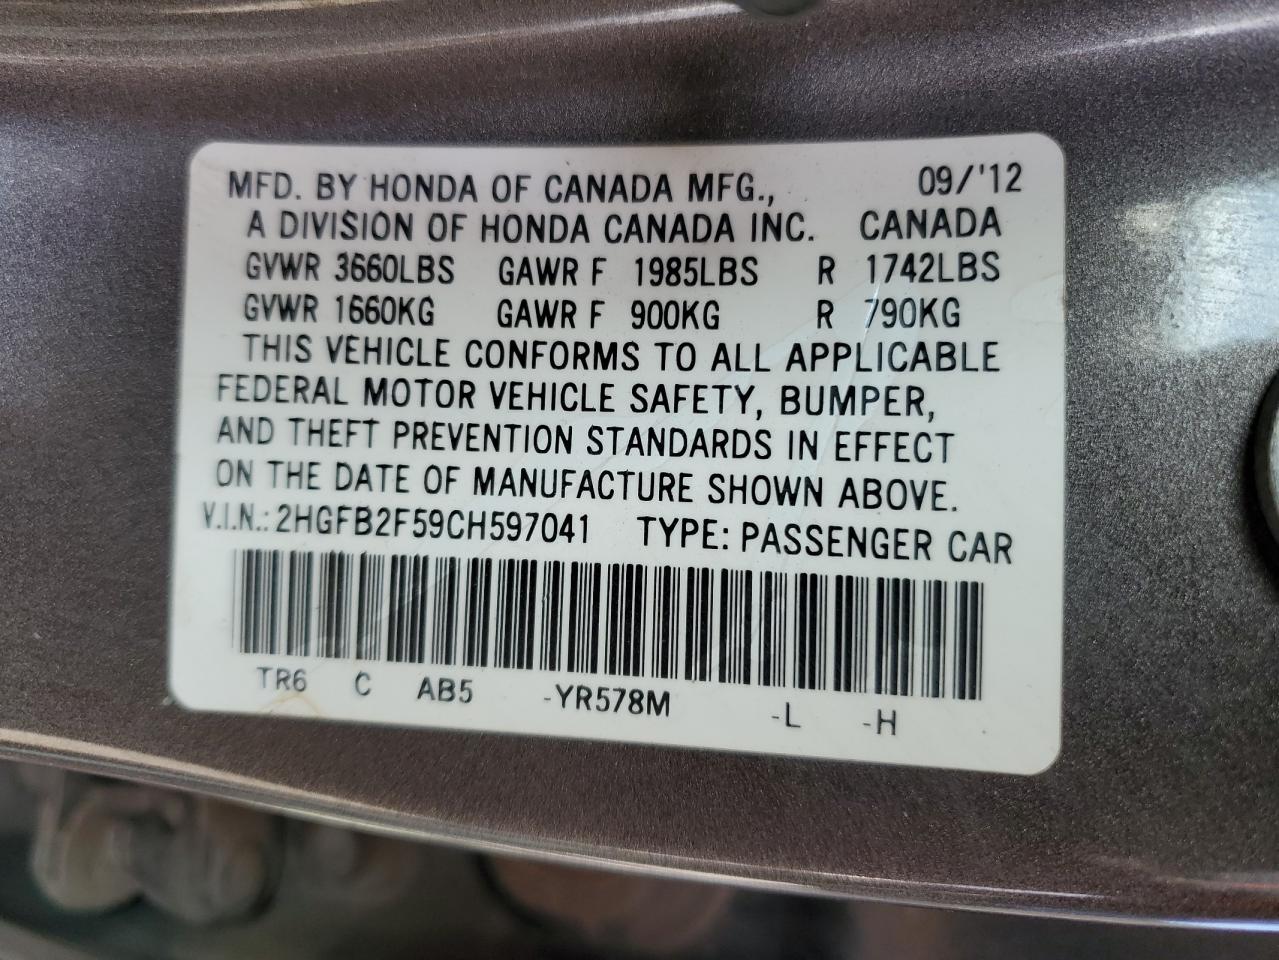 MFD. BY HONDA OF CANADA MFG., 09/'12
A DIVISION OF HONDA CANADA INC. CANADA
GVWR 3660LBS GAWR F 1985LBS R 1742LBS
GVWR 1660KG GAWR F 900KG R 790KG
THIS VEHICLE CONFORMS TO ALL APPLICABLE
FEDERAL MOTOR VEHICLE SAFETY, BUMPER,
AND THEFT PREVENTION STANDARDS IN EFFECT
ON THE DATE OF MANUFACTURE SHOWN ABOVE.
V.I.N.: 2HGFB2F59CH597041 TYPE: PASSENGER CAR
TR6 C AB5 -YR578M -L -H